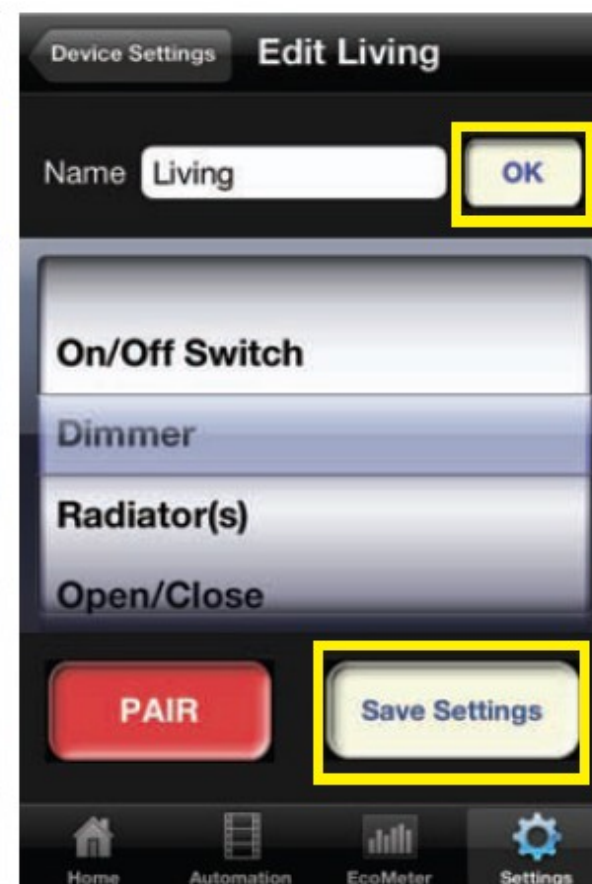 Device Settings Edit Living
Name Living OK
On/Off Switch
Dimmer
Radiator(s)
Open/Close
PAIR Save Settings
Home Automation EcoMeter Settings